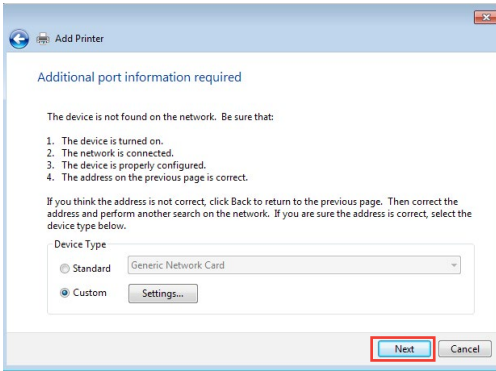 Add Printer
Additional port information required
The device is not found on the network. Be sure that:
1. The device is turned on.
2. The network is connected.
3. The device is properly configured.
4. The address on the previous page is correct.
If you think the address is not correct, click Back to return to the previous page. Then correct the
address and perform another search on the network. If you are sure the address is correct, select the
device type below.
Device Type
Standard Generic Network Card
Custom Settings...
Next Cancel